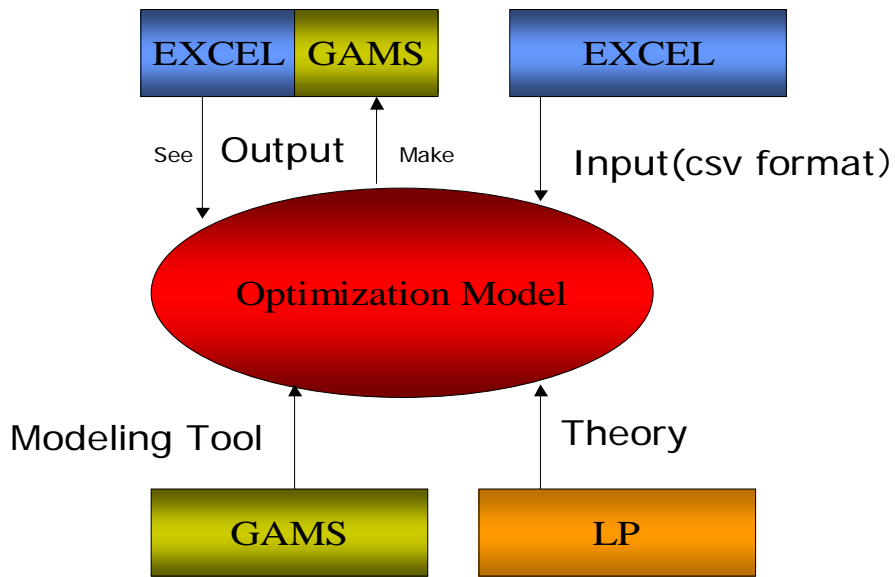 EXCEL GAMS EXCEL
See Output Make Input(csv format)
Optimization Model
Modeling Tool Theory
GAMS LP